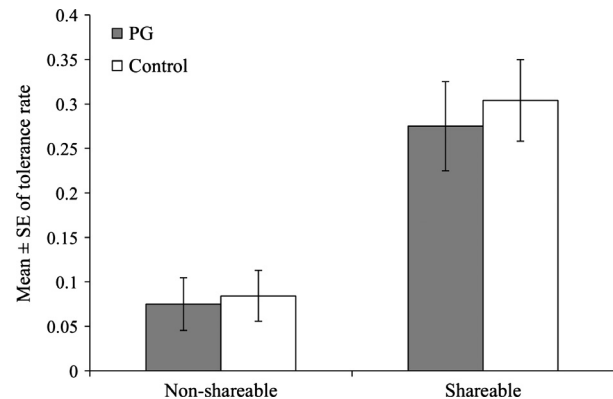 0.4
0.35
0.3
0.25
0.2
0.15
0.1
0.05
0
Mean ± SE of tolerance rate
PG
Control
Non-shareable
Shareable